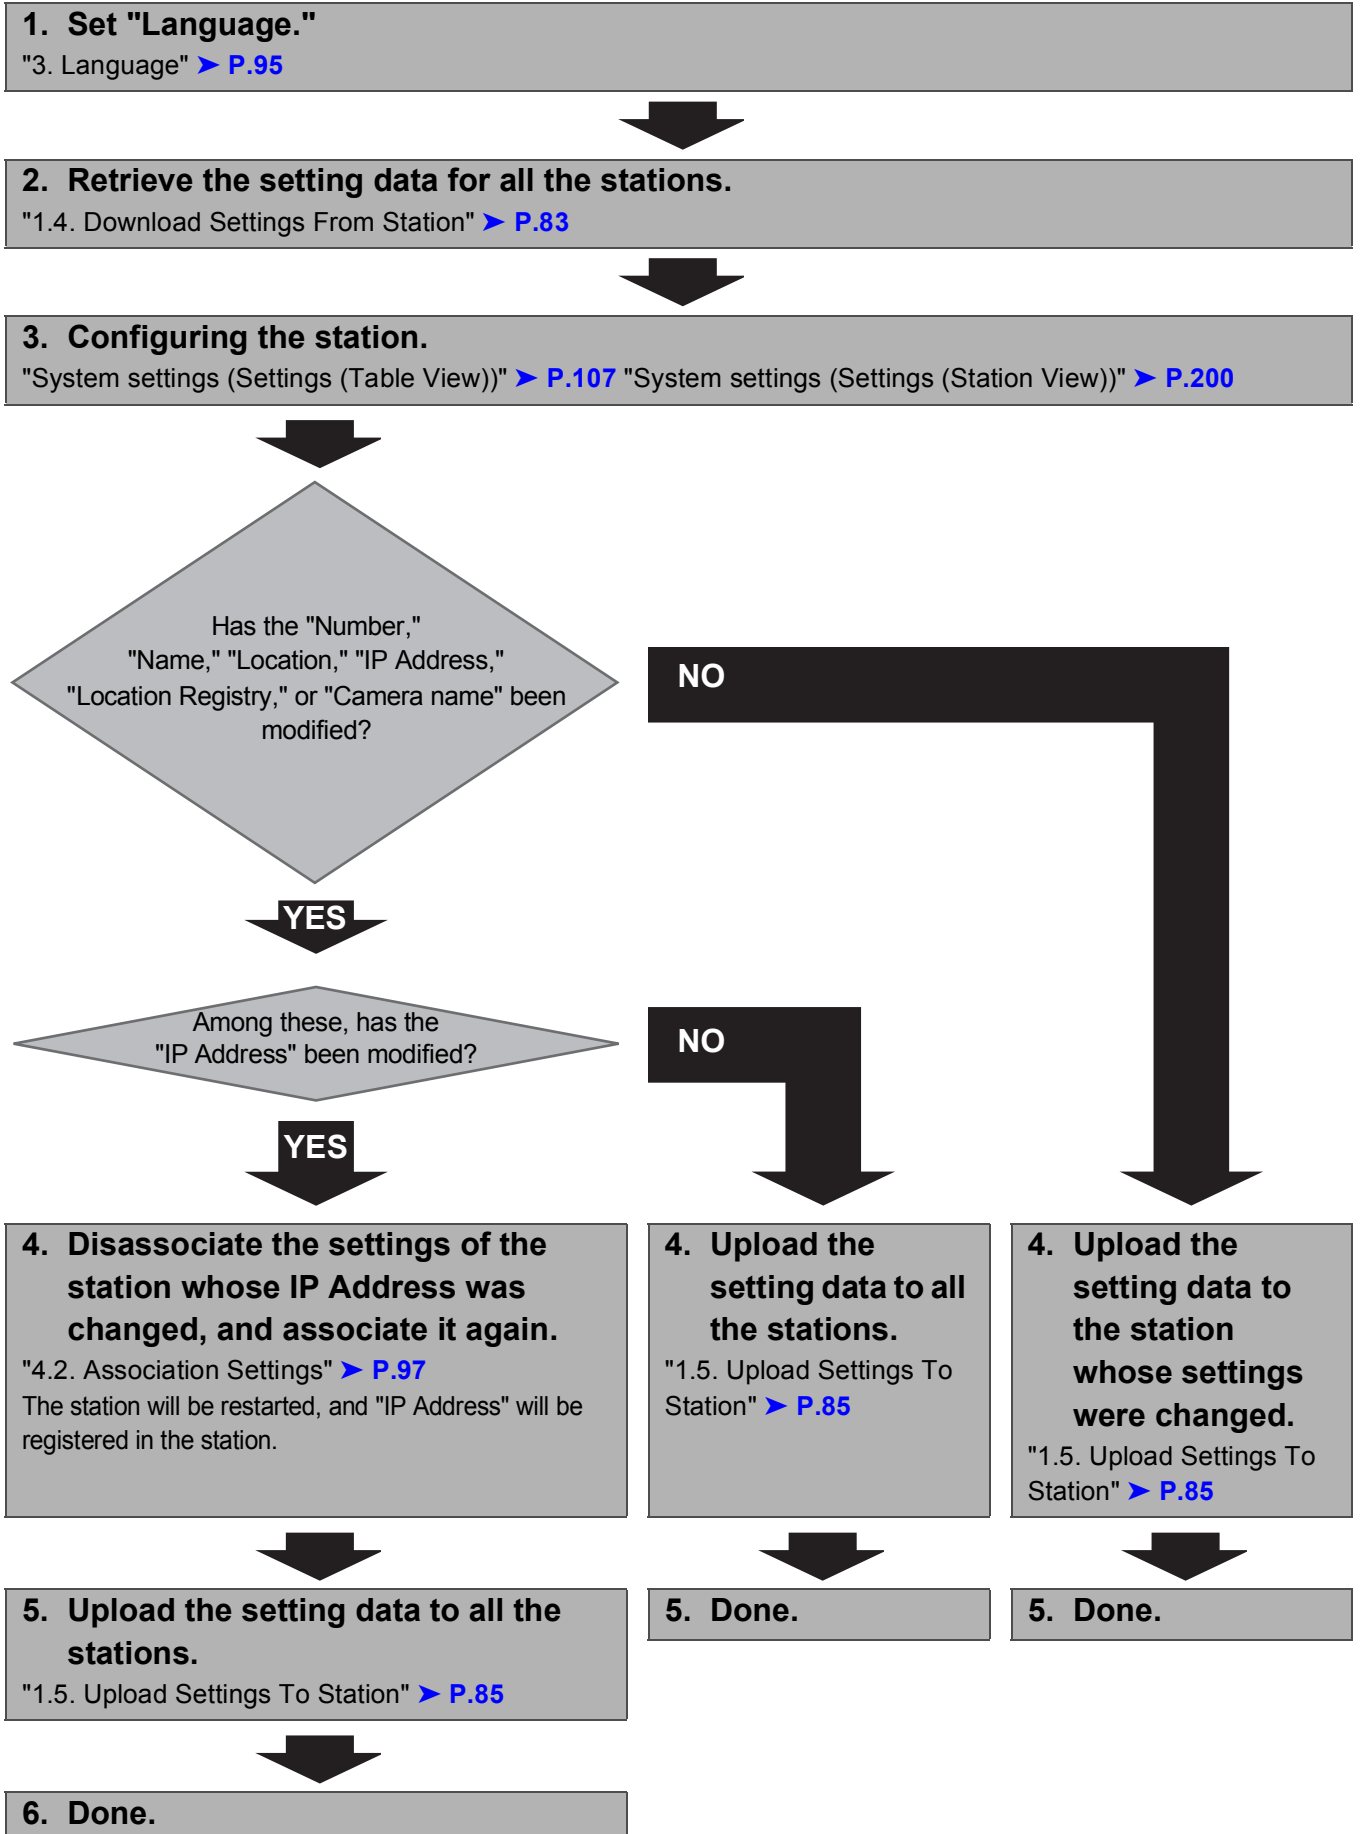 1. Set "Language."
"3. Language" ➤ P.95
2. Retrieve the setting data for all the stations.
"1.4. Download Settings From Station" ➤ P.83
3. Configuring the station.
"System settings (Settings (Table View))" ➤ P.107 "System settings (Settings (Station View))" ➤ P.200
Has the "Number,"
"Name," "Location," "IP Address,"
"Location Registry," or "Camera name" been
modified?
NO
YES
Among these, has the
"IP Address" been modified?
NO
YES
4. Disassociate the settings of the
station whose IP Address was
changed, and associate it again.
"4.2. Association Settings" ➤ P.97
The station will be restarted, and "IP Address" will be
registered in the station.
4. Upload the
setting data to all
the stations.
"1.5. Upload Settings To
Station" ➤ P.85
4. Upload the
setting data to
the station
whose settings
were changed.
"1.5. Upload Settings To
Station" ➤ P.85
5. Upload the setting data to all the
stations.
"1.5. Upload Settings To Station" ➤ P.85
5. Done.
5. Done.
6. Done.